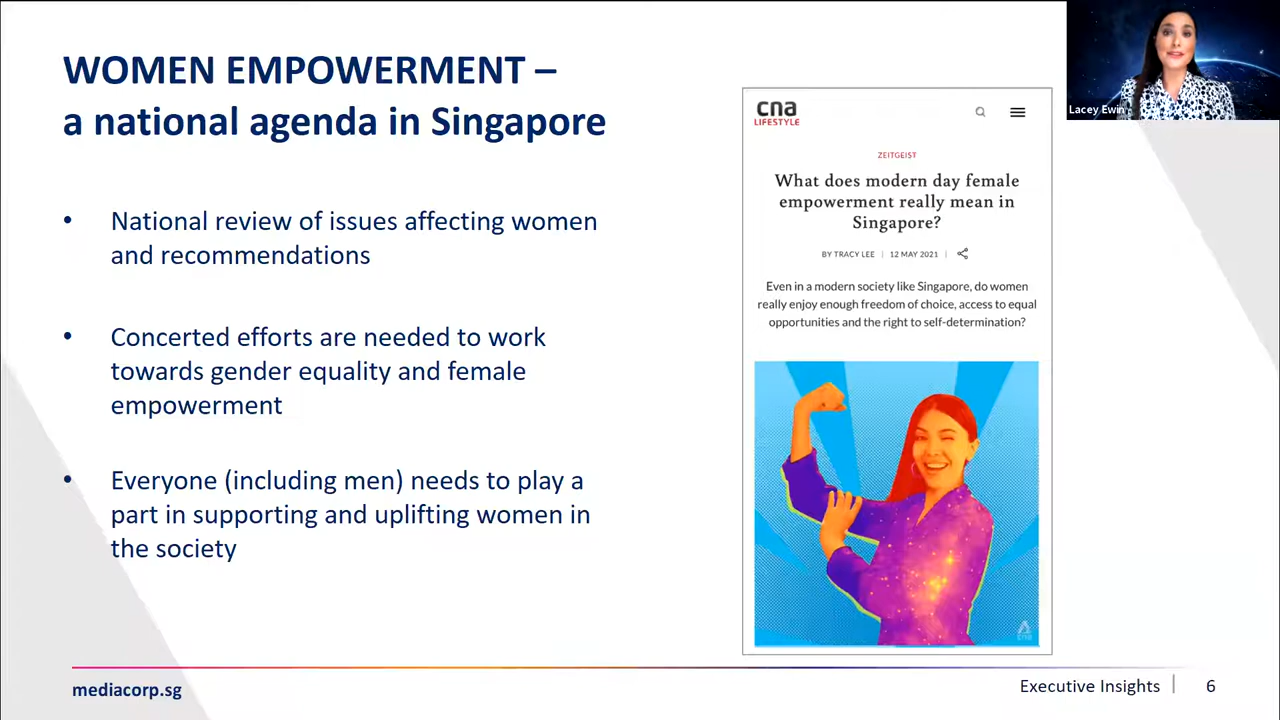 WOMEN EMPOWERMENT –
a national agenda in Singapore
• National review of issues affecting women
and recommendations
• Concerted efforts are needed to work
towards gender equality and female
empowerment
• Everyone (including men) needs to play a
part in supporting and uplifting women in
the society
cna
LIFESTYLE
ZEITGEIST
What does modern day female
empowerment really mean in
Singapore?
BY TRACY LEE | 12 MAY 2021 |
Even in a modern society like Singapore, do women
really enjoy enough freedom of choice, access to equal
opportunities and the right to self-determination?
cna
Lacey Ewin
mediacorp.sg
Executive Insights | 6